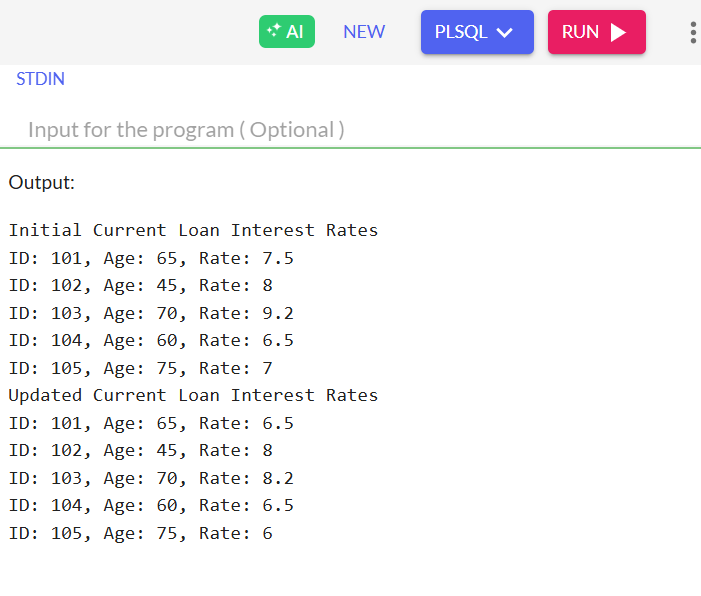 AI NEW PLSQL RUN
STDIN
Input for the program ( Optional )
Output:
Initial Current Loan Interest Rates
ID: 101, Age: 65, Rate: 7.5
ID: 102, Age: 45, Rate: 8
ID: 103, Age: 70, Rate: 9.2
ID: 104, Age: 60, Rate: 6.5
ID: 105, Age: 75, Rate: 7
Updated Current Loan Interest Rates
ID: 101, Age: 65, Rate: 6.5
ID: 102, Age: 45, Rate: 8
ID: 103, Age: 70, Rate: 8.2
ID: 104, Age: 60, Rate: 6.5
ID: 105, Age: 75, Rate: 6